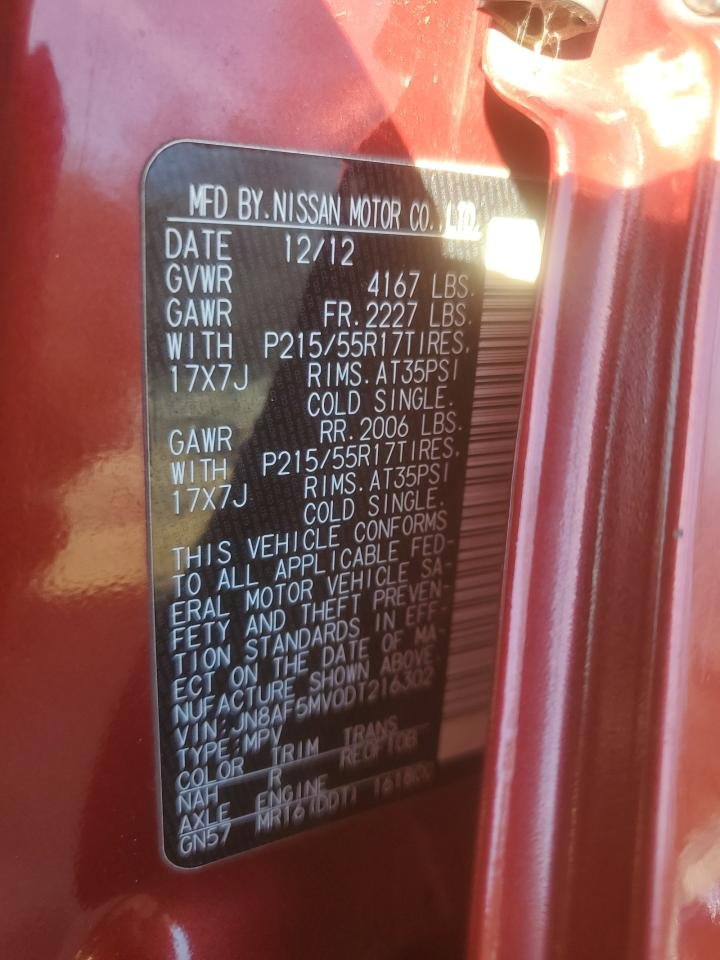 MFD BY. NISSAN MOTOR CO., LTD.
DATE 12/12
GVWR 4167 LBS.
GAWR FR. 2227 LBS.
WITH P215/55R17TIRES,
17X7J RIMS. AT35PSI
COLD SINGLE.
GAWR RR. 2006 LBS.
WITH P215/55R17TIRES,
17X7J RIMS. AT35PSI
COLD SINGLE.
THIS VEHICLE CONFORMS
TO ALL APPLICABLE FED-
ERAL MOTOR VEHICLE SA-
FETY AND THEFT PREVEN-
TION STANDARDS IN EFF-
ECT ON THE DATE OF MA-
NUFACTURE SHOWN ABOVE.
VIN: JN8AF5MV0DT216302
TYPE: MPV
COLOR TRIM TRANS
NAH R RE0F10B
AXLE ENGINE
GN57 MR16(DDT) 1618CC